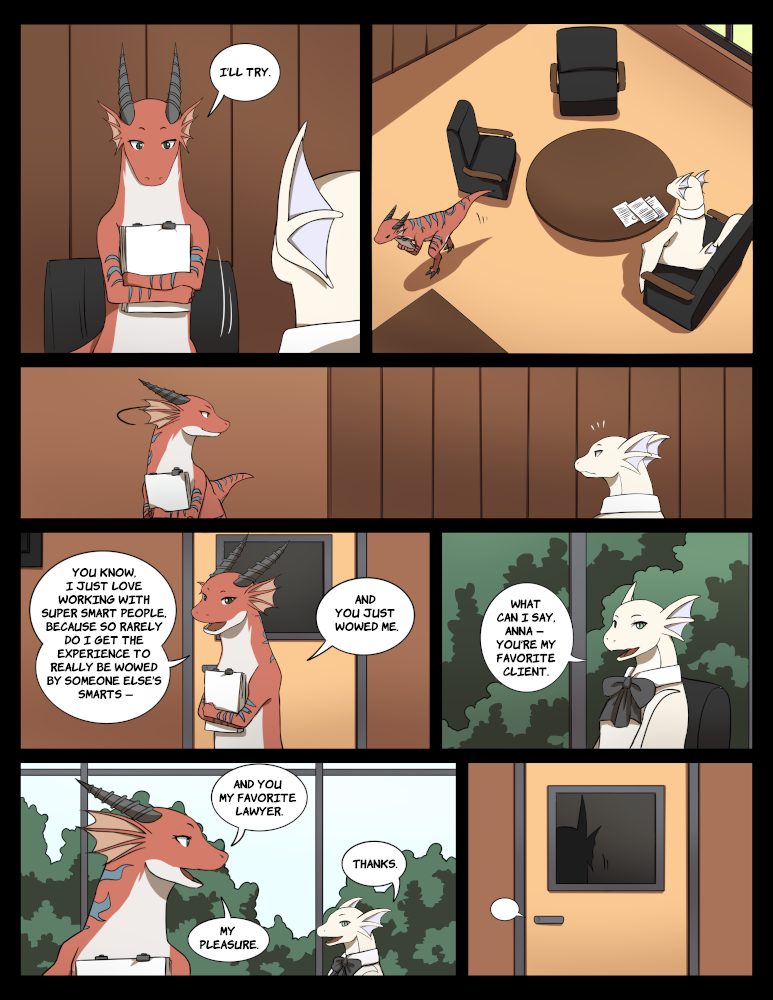 I'LL TRY.
YOU KNOW,
I JUST LOVE
WORKING WITH
SUPER SMART PEOPLE,
BECAUSE SO RARELY
DO I GET THE
EXPERIENCE TO
REALLY BE WOWED
BY SOMEONE ELSE'S
SMARTS —
AND
YOU JUST
WOWED ME.
WHAT
CAN I SAY,
ANNA —
YOU'RE MY
FAVORITE
CLIENT.
AND YOU
MY FAVORITE
LAWYER.
THANKS.
MY
PLEASURE.